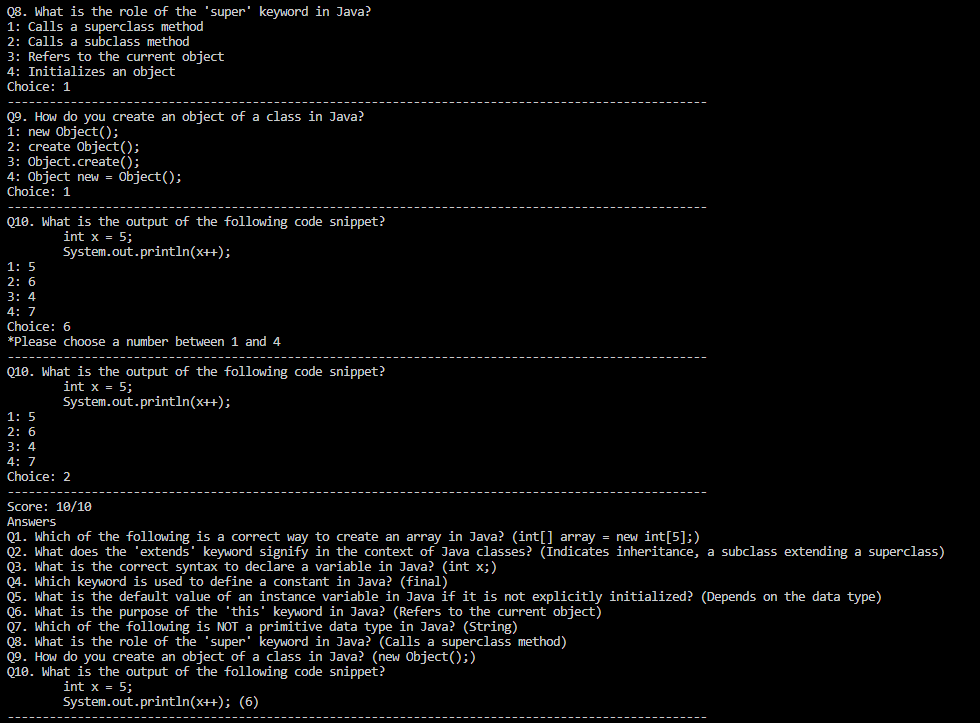 Q8. What is the role of the 'super' keyword in Java?
1: Calls a superclass method
2: Calls a subclass method
3: Refers to the current object
4: Initializes an object
Choice: 1
----------------------------------------------------------------------------------------------------
Q9. How do you create an object of a class in Java?
1: new Object();
2: create Object();
3: Object.create();
4: Object new = Object();
Choice: 1
----------------------------------------------------------------------------------------------------
Q10. What is the output of the following code snippet?
        int x = 5;
        System.out.println(x++);
1: 5
2: 6
3: 4
4: 7
Choice: 6
*Please choose a number between 1 and 4
----------------------------------------------------------------------------------------------------
Q10. What is the output of the following code snippet?
        int x = 5;
        System.out.println(x++);
1: 5
2: 6
3: 4
4: 7
Choice: 2
----------------------------------------------------------------------------------------------------
Score: 10/10
Answers
Q1. Which of the following is a correct way to create an array in Java? (int[] array = new int[5];)
Q2. What does the 'extends' keyword signify in the context of Java classes? (Indicates inheritance, a subclass extending a superclass)
Q3. What is the correct syntax to declare a variable in Java? (int x;)
Q4. Which keyword is used to define a constant in Java? (final)
Q5. What is the default value of an instance variable in Java if it is not explicitly initialized? (Depends on the data type)
Q6. What is the purpose of the 'this' keyword in Java? (Refers to the current object)
Q7. Which of the following is NOT a primitive data type in Java? (String)
Q8. What is the role of the 'super' keyword in Java? (Calls a superclass method)
Q9. How do you create an object of a class in Java? (new Object();)
Q10. What is the output of the following code snippet?
        int x = 5;
        System.out.println(x++); (6)
----------------------------------------------------------------------------------------------------